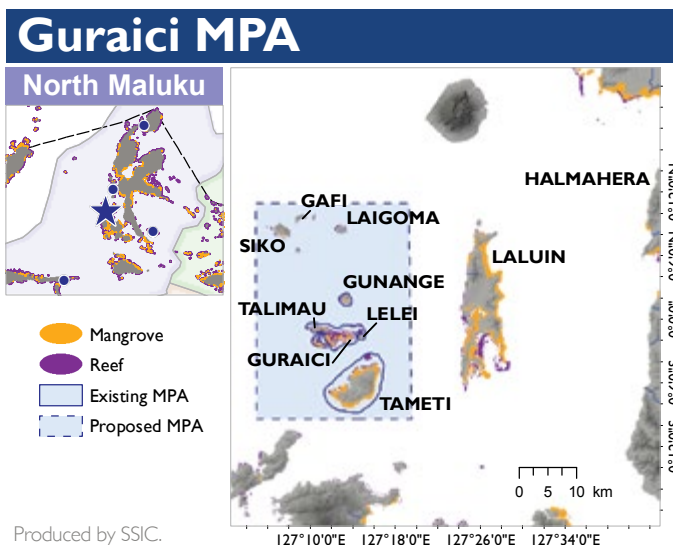 Guraici MPA
North Maluku
HALMAHERA
GAFI
LAIGOMA
SIKO
LALUIN
GUNANGE
TALIMAU
LELEI
GURAICI
TAMETI
Mangrove
Reef
Existing MPA
Proposed MPA
0 5 10 km
Produced by SSIC.
127°10'0"E 127°18'0"E 127°26'0"E 127°34'0"E